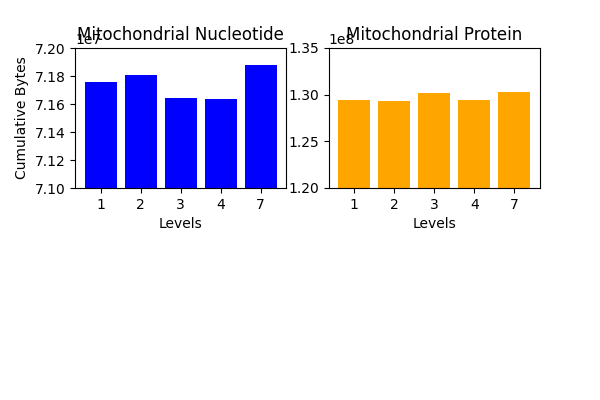 Mitochondrial Nucleotide
1e7
Cumulative Bytes
7.20
7.18
7.16
7.14
7.12
7.10
1 2 3 4 7
Levels
Mitochondrial Protein
1e8
1.35
1.30
1.25
1.20
1 2 3 4 7
Levels